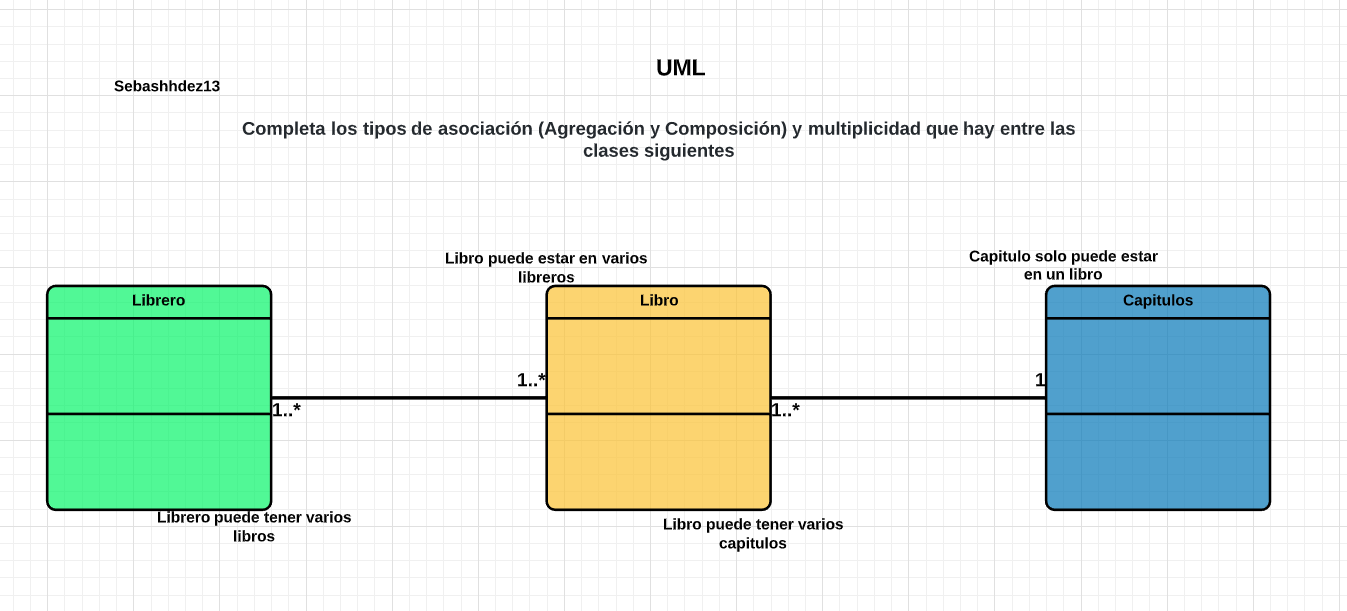 UML
Sebashhdez13
Completa los tipos de asociación (Agregación y Composición) y multiplicidad que hay entre las
clases siguientes
Libro puede estar en varios
libreros
Capitulo solo puede estar
en un libro
Librero
Libro
Capitulos
1..*
1
1..*
1..*
Librero puede tener varios
libros
Libro puede tener varios
capitulos